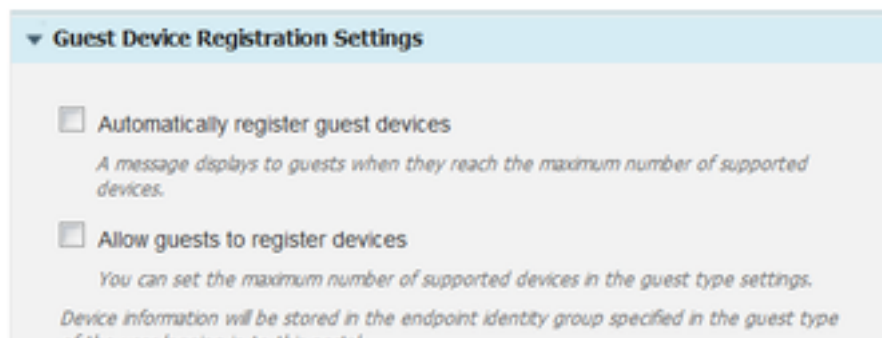 Guest Device Registration Settings
Automatically register guest devices
A message displays to guests when they reach the maximum number of supported
devices.
Allow guests to register devices
You can set the maximum number of supported devices in the guest type settings.
Device information will be stored in the endpoint identity group specified in the guest type